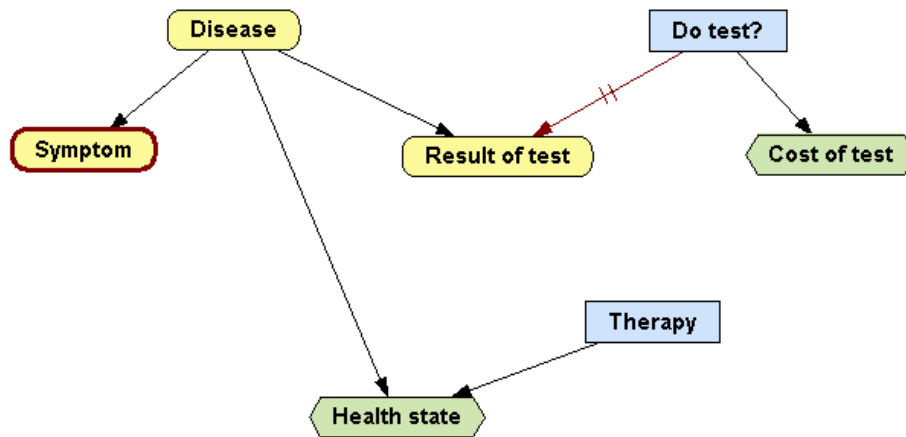 Disease
Do test?
Symptom
Result of test
Cost of test
Therapy
Health state